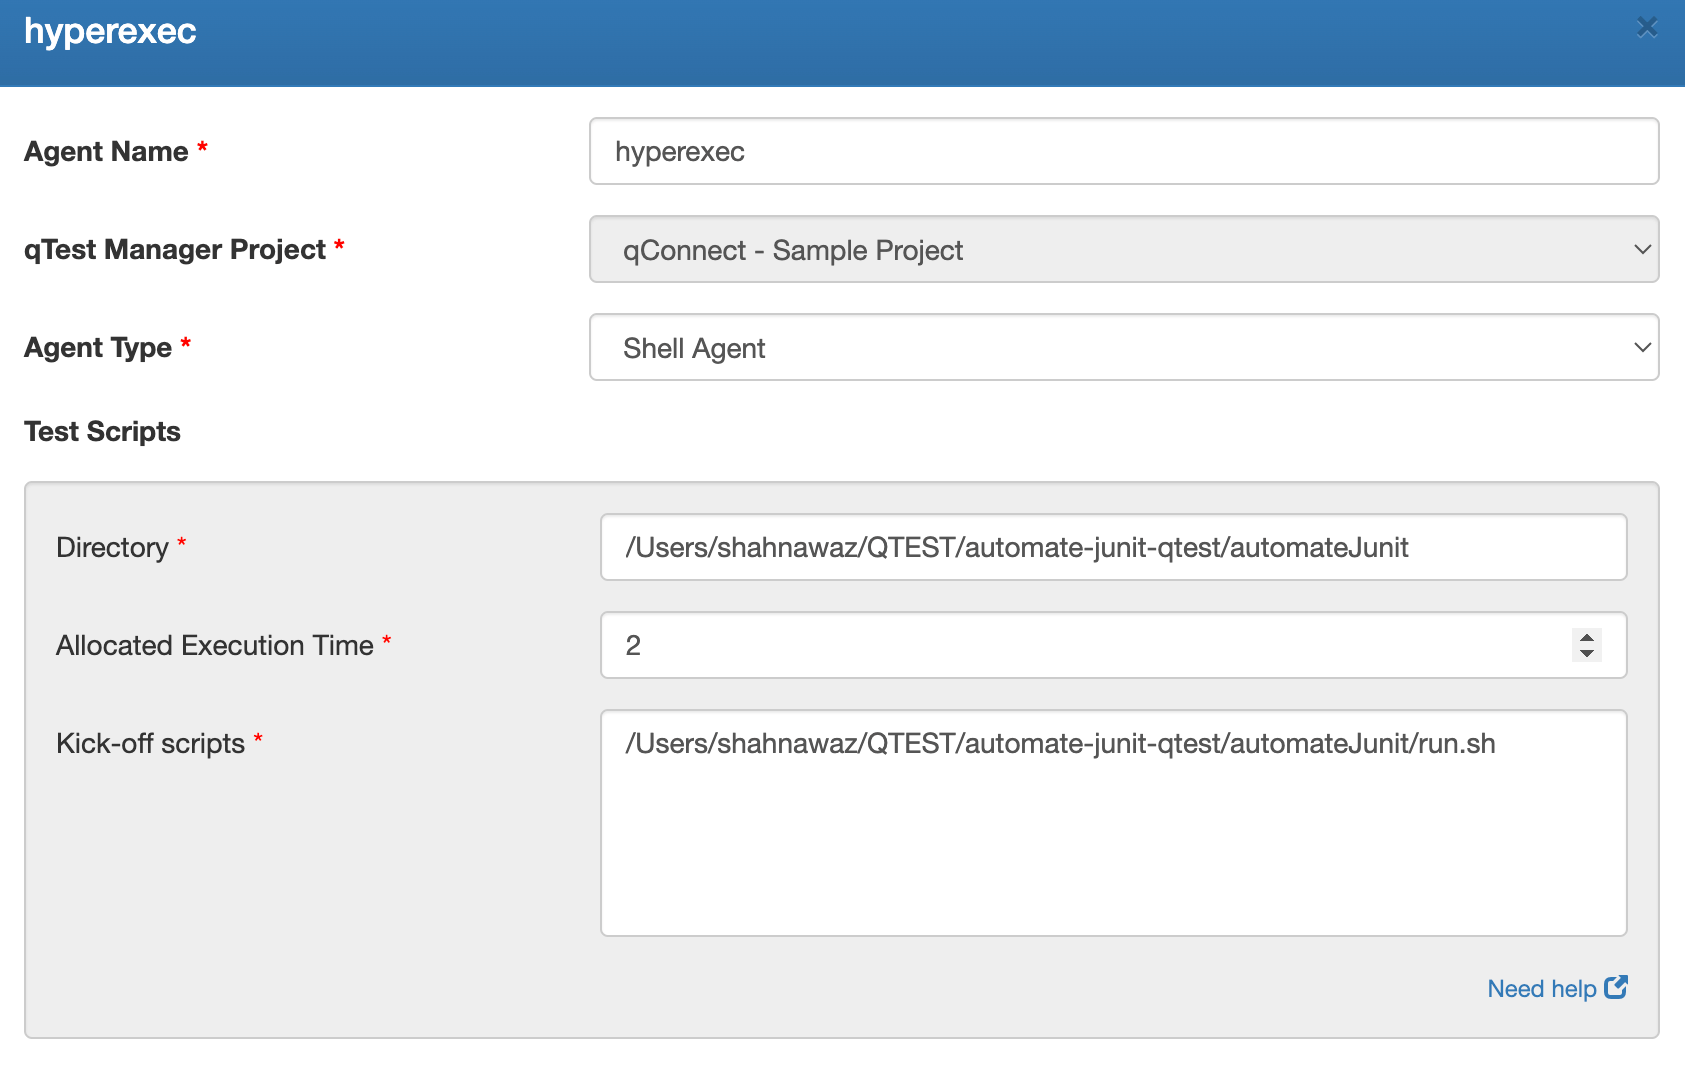 hyperexec
Agent Name *
hyperexec
qTest Manager Project *
qConnect - Sample Project
Agent Type *
Shell Agent
Test Scripts
Directory *
/Users/shahnawaz/QTEST/automate-junit-qtest/automateJunit
Allocated Execution Time *
2
Kick-off scripts *
/Users/shahnawaz/QTEST/automate-junit-qtest/automateJunit/run.sh
Need help